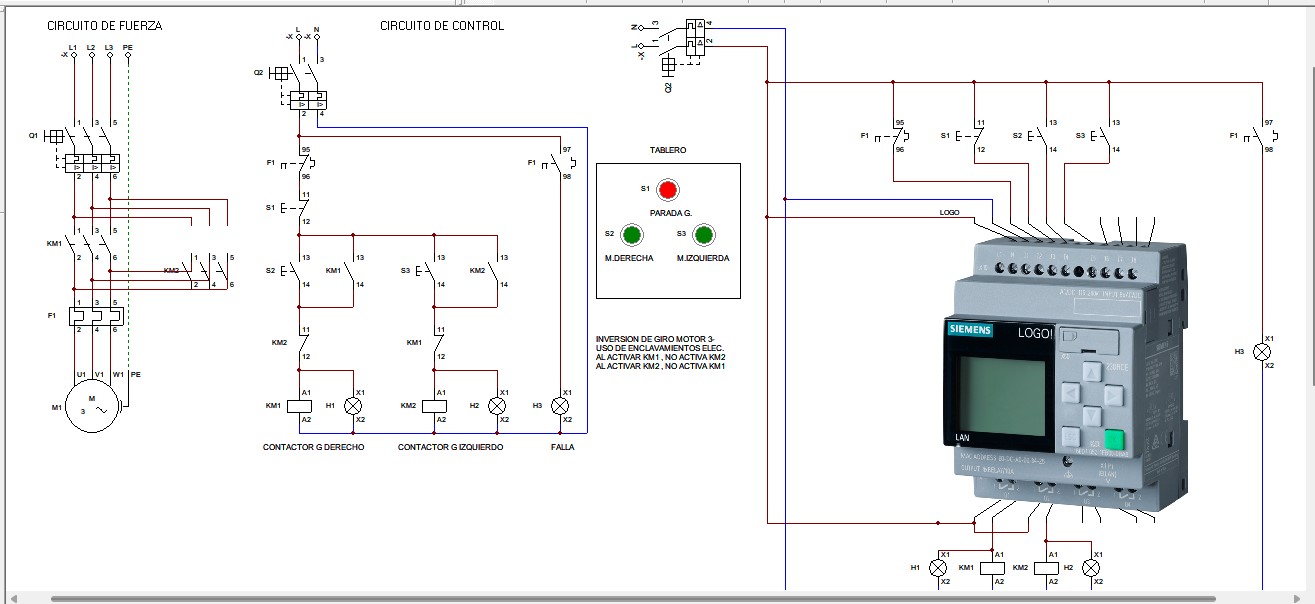 CIRCUITO DE FUERZA
CIRCUITO DE CONTROL
L1 L2 L3 PE
-X
Q1
1 3 5
2 4 6
KM1
1 3 5
2 4 6
KM2
1 3 5
2 4 6
F1
1 3 5
2 4 6
U1 V1 W1 PE
M1
M
3
L N
-X -X
Q2
1 3
2 4
F1
95
96
S1
11
12
S2
13
14
KM1
13
14
S3
13
14
KM2
13
14
KM2
11
12
KM1
11
12
KM1
A1
A2
H1
X1
X2
KM2
A1
A2
H2
X1
X2
F1
97
98
H3
X1
X2
CONTACTOR G DERECHO
CONTACTOR G IZQUIERDO
FALLA
TABLERO
S1
PARADA G.
S2
S3
M.DERECHA
M.IZQUIERDA
INVERSION DE GIRO MOTOR 3-
USO DE ENCLAVAMIENTOS ELEC.
AL ACTIVAR KM1 , NO ACTIVA KM2
AL ACTIVAR KM2 , NO ACTIVA KM1
N
L
-X
3 4
1 2
Q2
F1
95
96
S1
11
12
S2
13
14
S3
13
14
F1
97
98
LOGO
SIEMENS
LOGO!
LAN
H3
X1
X2
H1
X1
X2
KM1
A1
A2
KM2
A1
A2
H2
X1
X2